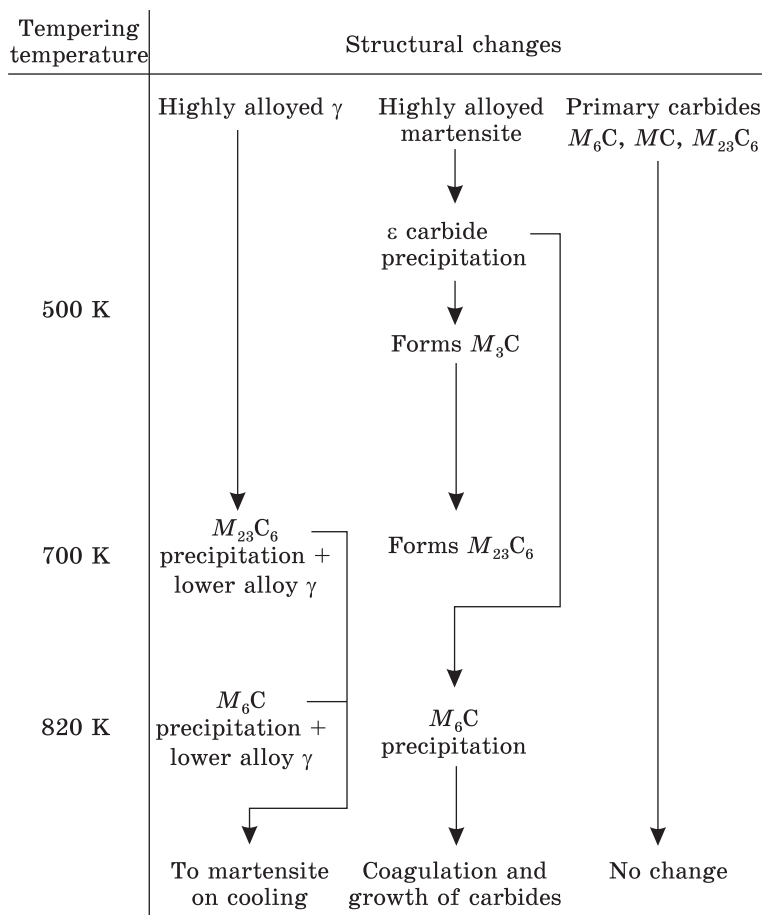 Tempering
temperature
Structural changes
Highly alloyed γ
Highly alloyed
martensite
Primary carbides
M₆C, MC, M₂₃C₆
ε carbide
precipitation
500 K
Forms M₃C
700 K
M₂₃C₆
precipitation +
lower alloy γ
Forms M₂₃C₆
820 K
M₆C
precipitation +
lower alloy γ
M₆C
precipitation
To martensite
on cooling
Coagulation and
growth of carbides
No change